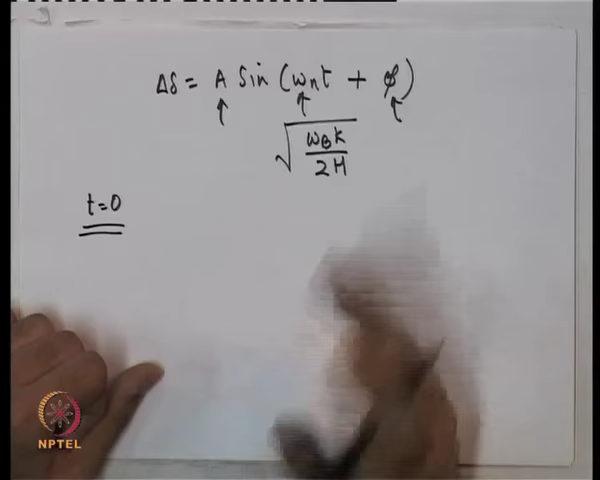 Δδ = A sin (ωnt + φ)
√(ωBK / 2H)
t=0
NPTEL